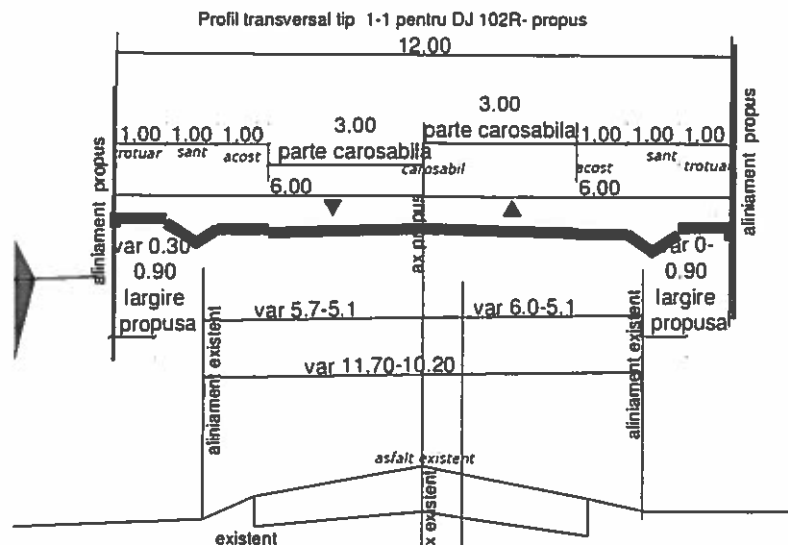 Profil transversal tip 1-1 pentru DJ 102R- propus
12,00
3.00
parte carosabila
1.00 1.00 1.00
rotuar sant acost
3.00
parte carosabila
carosabil
1.00 1.00 1.00
acost sant trotuar
6.00
6.00
aliniament propus
aliniament propus
ax propus
var 0.30-
0.90
largire
propusa
var 0-
0.90
largire
propusa
var 5,7-5,1
var 6.0-5,1
var 11,70-10.20
aliniament existent
aliniament existent
asfalt existent
x existent
existent